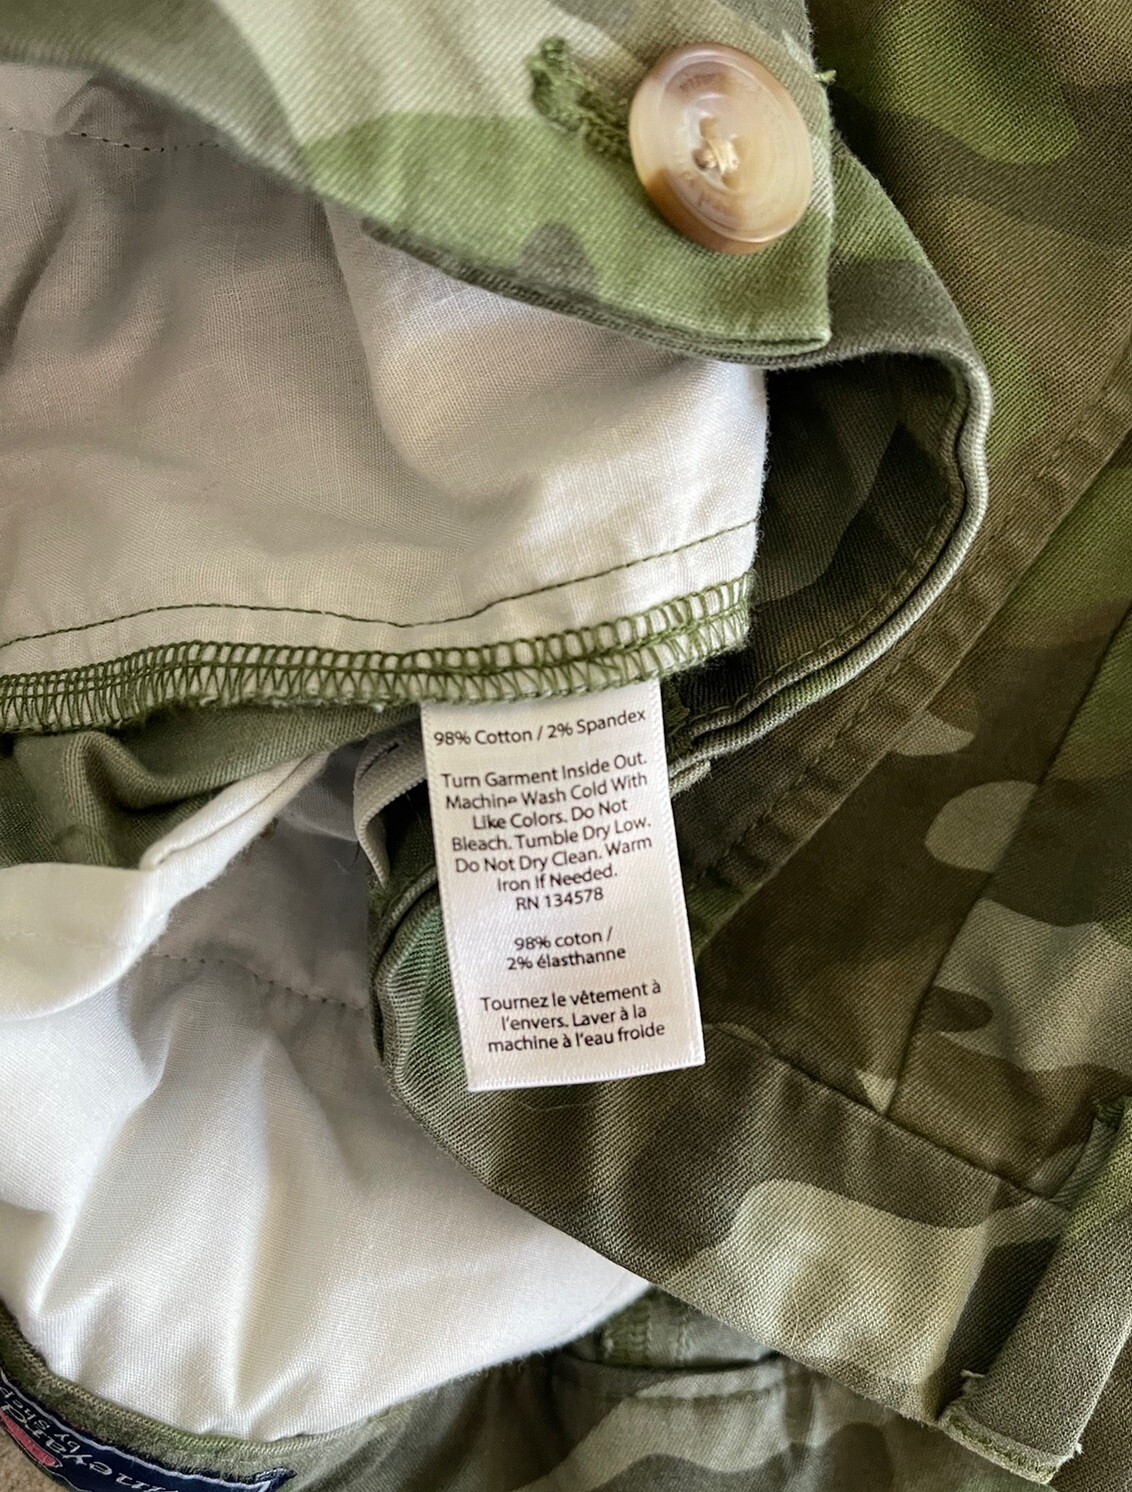 98% Cotton / 2% Spandex
Turn Garment Inside Out.
Machine Wash Cold With
Like Colors. Do Not
Bleach. Tumble Dry Low.
Do Not Dry Clean. Warm
Iron If Needed.
RN 134578
98% coton /
2% élasthanne
Tournez le vêtement à
l'envers. Laver à la
machine à l'eau froide